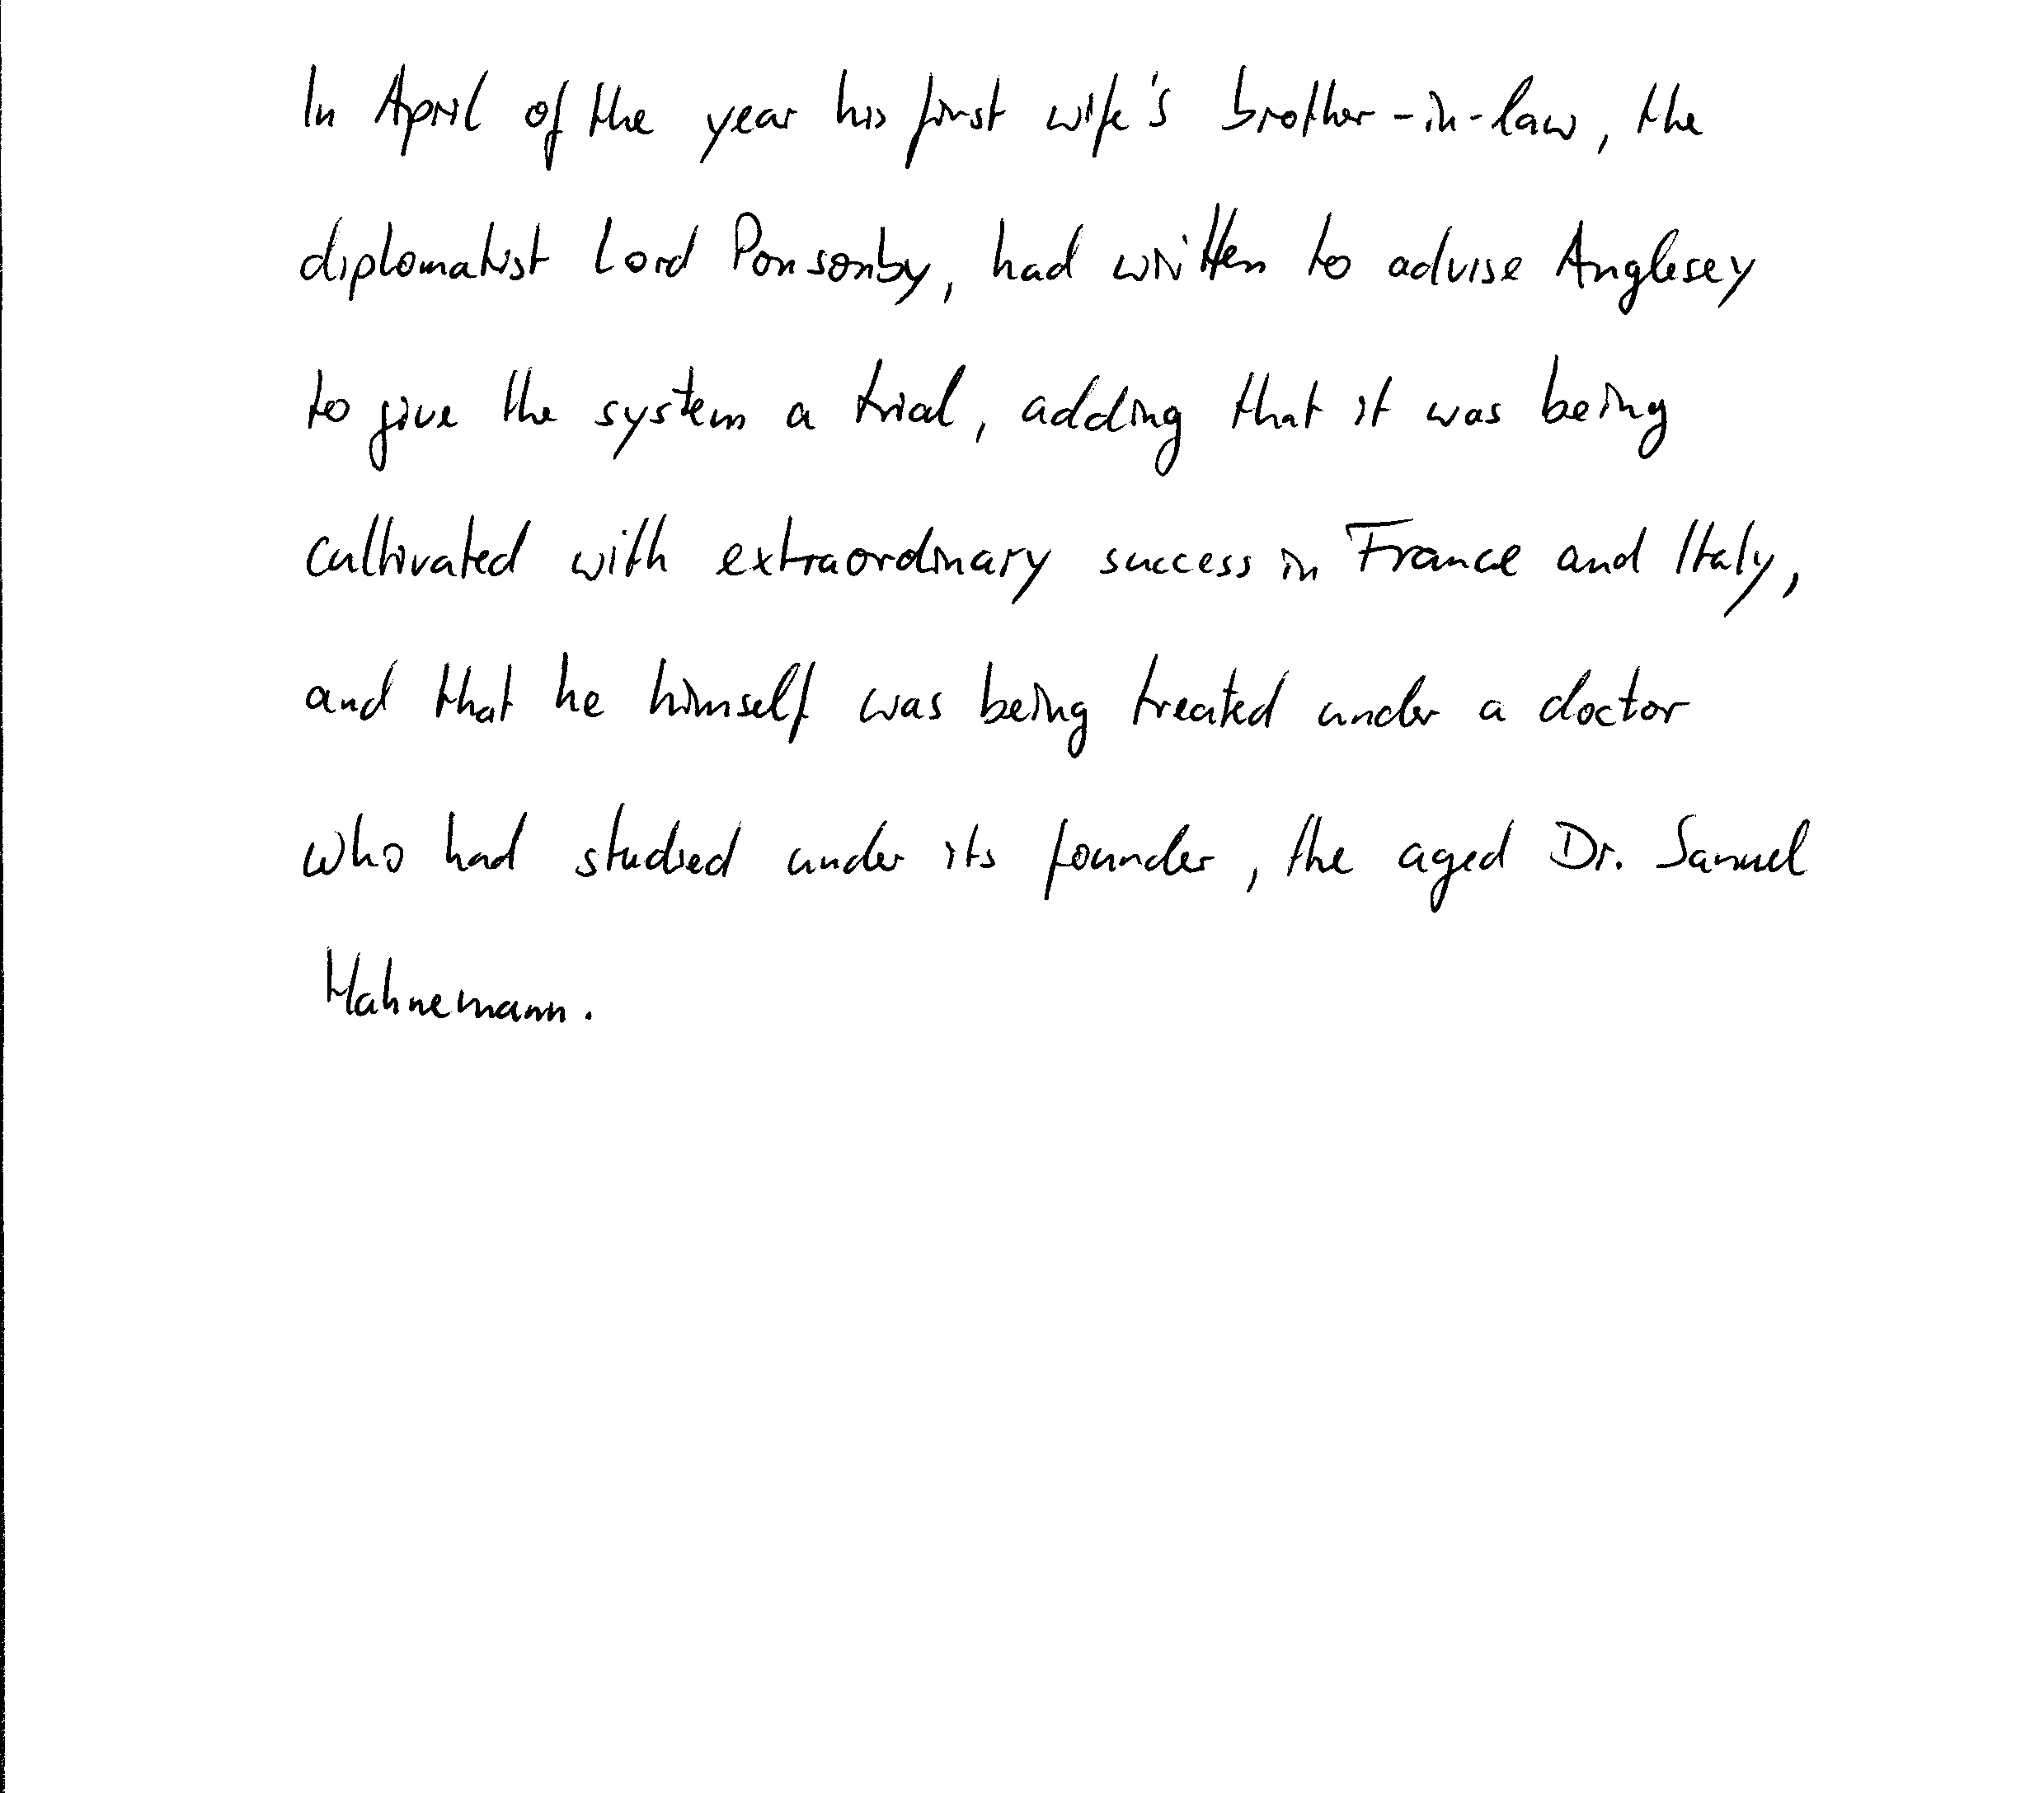 In April of the year his first wife's brother-in-law, the
diplomatist Lord Ponsonby, had written to advise Anglesey
to give the system a trial, adding that it was being
cultivated with extraordinary success in France and Italy,
and that he himself was being treated under a doctor
who had studied under its founder, the aged Dr. Samuel
Hahnemann.